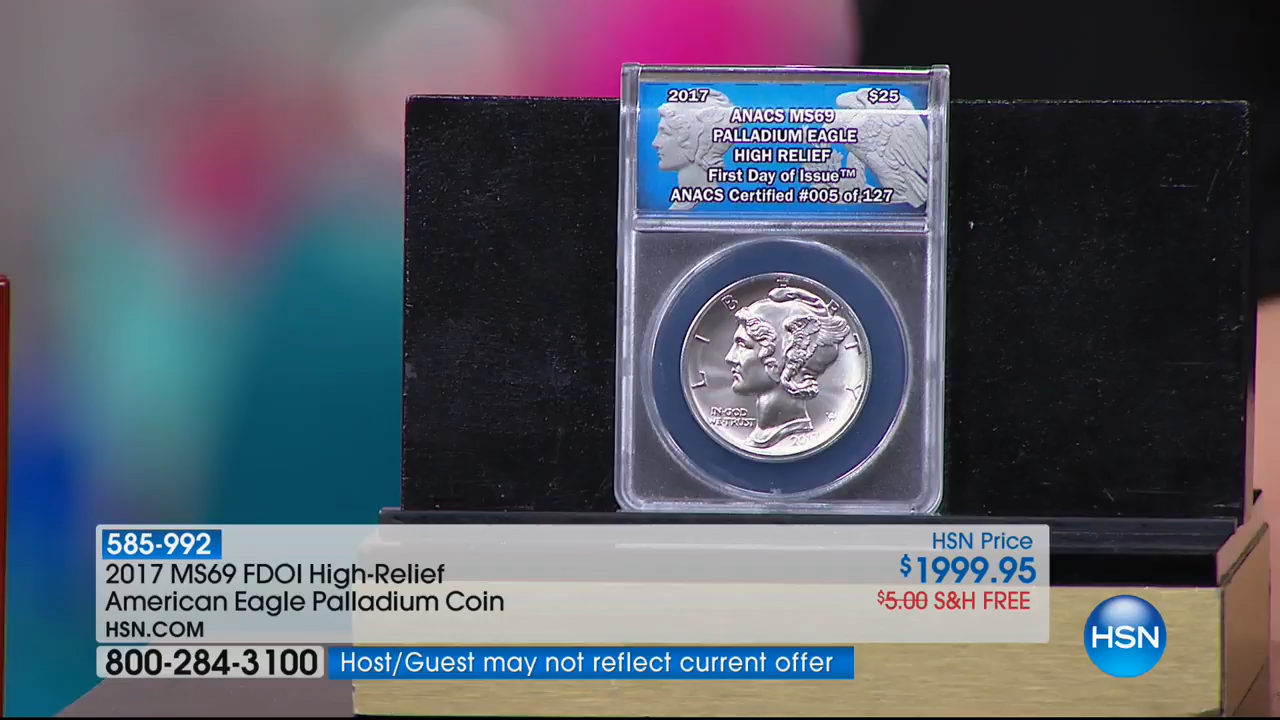 2017 $25
ANACS MS69
PALLADIUM EAGLE
HIGH RELIEF
First Day of Issue™
ANACS Certified #005 of 127
LIBERTY
IN·GOD
WE·TRUST
2017
585-992
2017 MS69 FDOI High-Relief
American Eagle Palladium Coin
HSN.COM
HSN Price
$1999.95
$5.00 S&H FREE
800-284-3100
Host/Guest may not reflect current offer
HSN